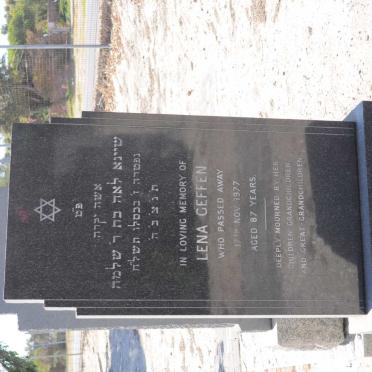 פ״נ
אשה יקרה
שיינא לאה בת ר׳ שלמה
נפטרה ז׳ בכסלו תשל״ח
ת נ צ ב ה
IN LOVING MEMORY OF
LENA GEFFEN
WHO PASSED AWAY
17TH NOV. 1977
AGED 87 YEARS.
DEEPLY MOURNED BY HER
CHILDREN, GRANDCHILDREN
AND GREAT GRANDCHILDREN.